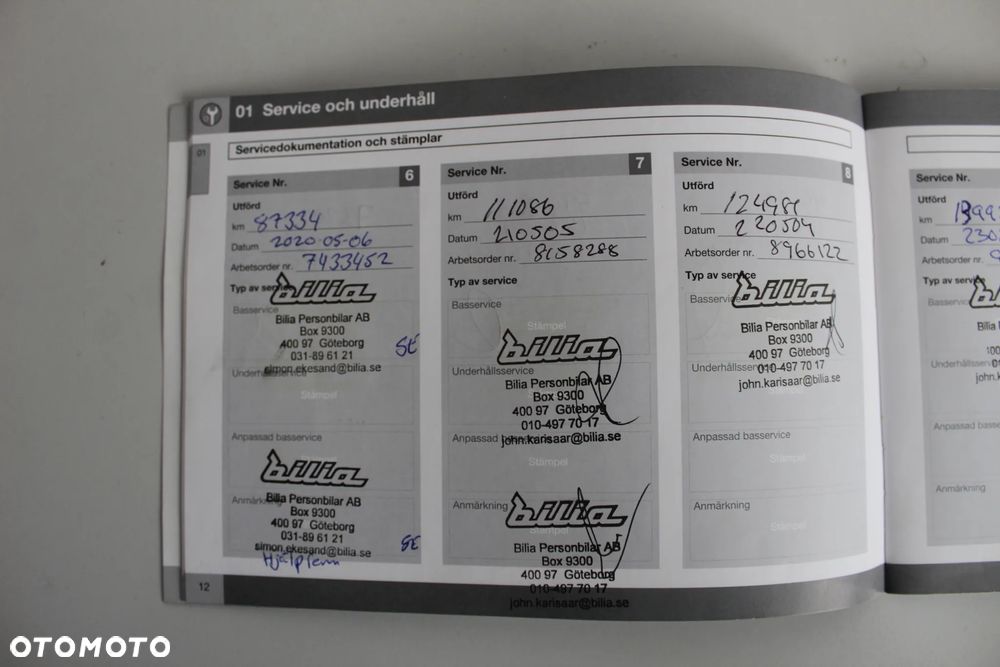 01 Service och underhåll
01
Servicedokumentation och stämplar
Service Nr. 6
Utförd
km 87334
Datum 2020-05-06
Arbetsorder nr. 7433452
Typ av service
Basservice
bilia
Bilia Personbilar AB
Box 9300
400 97 Göteborg
031-89 61 21
simon.ekesand@bilia.se
SE
Underhållsservice
Stämpel
Anpassad basservice
bilia
Anmärkning
Bilia Personbilar AB
Box 9300
400 97 Göteborg
031-89 61 21
simon.ekesand@bilia.se
SE
12
Service Nr. 7
Utförd
km 111086
Datum 210505
Arbetsorder nr. 8158288
Typ av service
Basservice
Stämpel
bilia
Underhållsservice
Bilia Personbilar AB
Box 9300
400 97 Göteborg
010-497 70 17
john.karisaar@bilia.se
Anpassad basservice
Stämpel
Anmärkning
bilia
Stämpel
Bilia Personbilar AB
Box 9300
400 97 Göteborg
010-497 70 17
john.karisaar@bilia.se
Service Nr. 8
Utförd
km 124981
Datum 220504
Arbetsorder nr. 8966122
Typ av service
Basservice
bilia
Bilia Personbilar AB
Box 9300
400 97 Göteborg
Underhållsservice
010-497 70 17
john.karisaar@bilia.se
Anpassad basservice
Stämpel
Anmärkning
Stämpel
Service Nr.
Utförd
km
Datum
Arbetsorder nr.
Typ av service
Basservice
Anmärkning
OTOMOTO